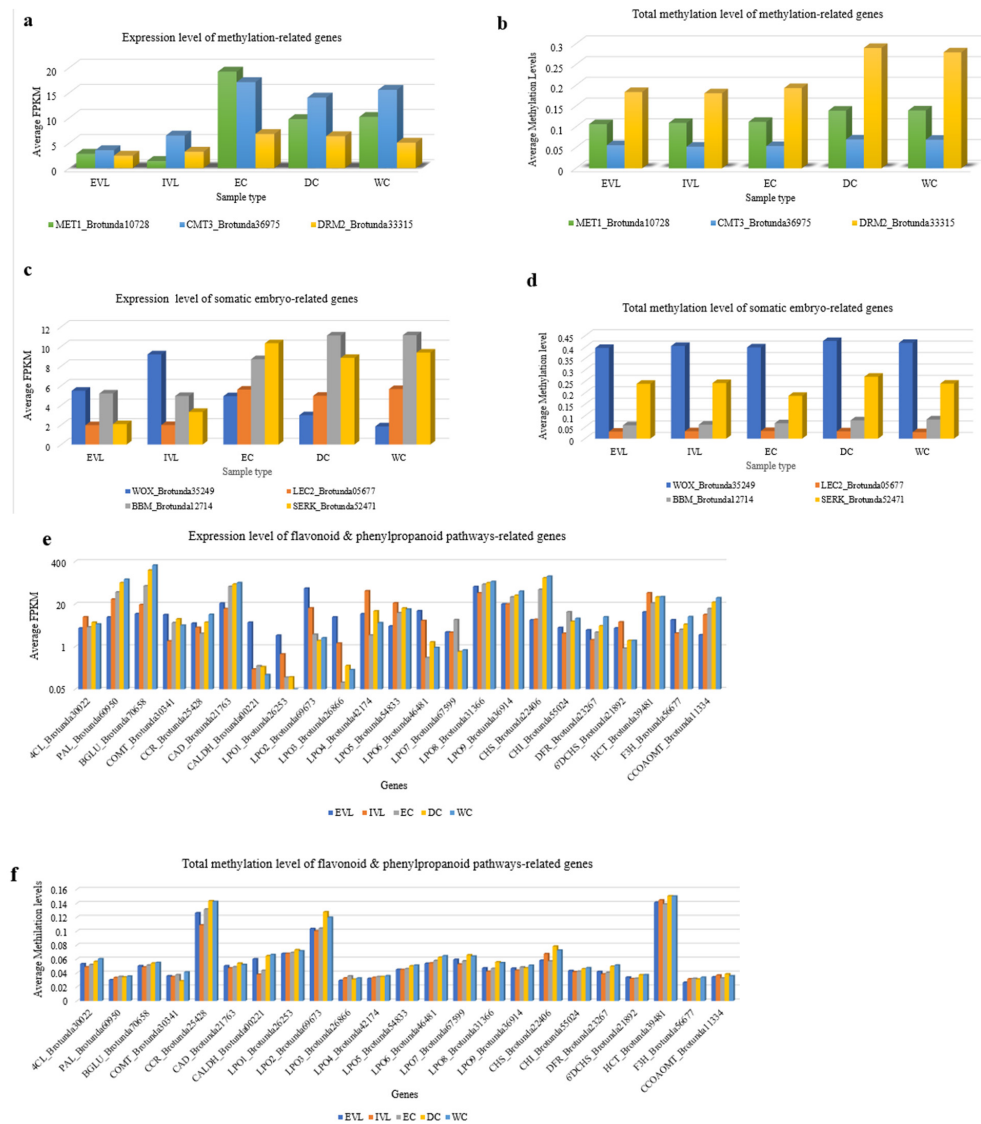 a
Expression level of methylation-related genes
20
15
10
5
0
Average FPKM
EVL IVL EC DC WC
Sample type
MET1_Brotunda10728 CMT3_Brotunda36975 DRM2_Brotunda33315
b
Total methylation level of methylation-related genes
0.3
0.25
0.2
0.15
0.1
0.05
0
Average Methylation Levels
EVL IVL EC DC WC
Sample type
MET1_Brotunda10728 CMT3_Brotunda36975 DRM2_Brotunda33315
c
Expression level of somatic embryo-related genes
12
10
8
6
4
2
0
Average FPKM
EVL IVL EC DC WC
Sample type
WOX_Brotunda35249 LEC2_Brotunda05677
BBM_Brotunda12714 SERK_Brotunda52471
d
Total methylation level of somatic embryo-related genes
0.45
0.4
0.35
0.3
0.25
0.2
0.15
0.1
0.05
0
Average Methylation level
EVL IVL EC DC WC
Sample type
WOX_Brotunda35249 LEC2_Brotunda05677
BBM_Brotunda12714 SERK_Brotunda52471
e
Expression level of flavonoid & phenylpropanoid pathways-related genes
400
20
1
0.05
Average FPKM
4CL_Brotunda30022
PAL_Brotunda60950
BGLU_Brotunda70658
COMT_Brotunda10341
CCR_Brotunda25428
CAD_Brotunda21763
CALDH_Brotunda00221
LPO1_Brotunda26253
LPO2_Brotunda69673
LPO3_Brotunda26866
LPO4_Brotunda42174
LPO5_Brotunda54833
LPO6_Brotunda46481
LPO7_Brotunda67599
LPO8_Brotunda31366
LPO9_Brotunda36914
CHS_Brotunda22406
CHI_Brotunda55024
DFR_Brotunda23267
6'DCHS_Brotunda21892
HCT_Brotunda39481
F3H_Brotunda56677
CCOAOMT_Brotunda11334
Genes
EVL IVL EC DC WC
f
Total methylation level of flavonoid & phenylpropanoid pathways-related genes
0.16
0.14
0.12
0.1
0.08
0.06
0.04
0.02
0
Average Methilation levels
4CL_Brotunda30022
PAL_Brotunda60950
BGLU_Brotunda70658
COMT_Brotunda10341
CCR_Brotunda25428
CAD_Brotunda21763
CALDH_Brotunda00221
LPO1_Brotunda26253
LPO2_Brotunda69673
LPO3_Brotunda26866
LPO4_Brotunda42174
LPO5_Brotunda54833
LPO6_Brotunda46481
LPO7_Brotunda67599
LPO8_Brotunda31366
LPO9_Brotunda36914
CHS_Brotunda22406
CHI_Brotunda55024
DFR_Brotunda23267
6'DCHS_Brotunda21892
HCT_Brotunda39481
F3H_Brotunda56677
CCOAOMT_Brotunda11334
Genes
EVL IVL EC DC WC